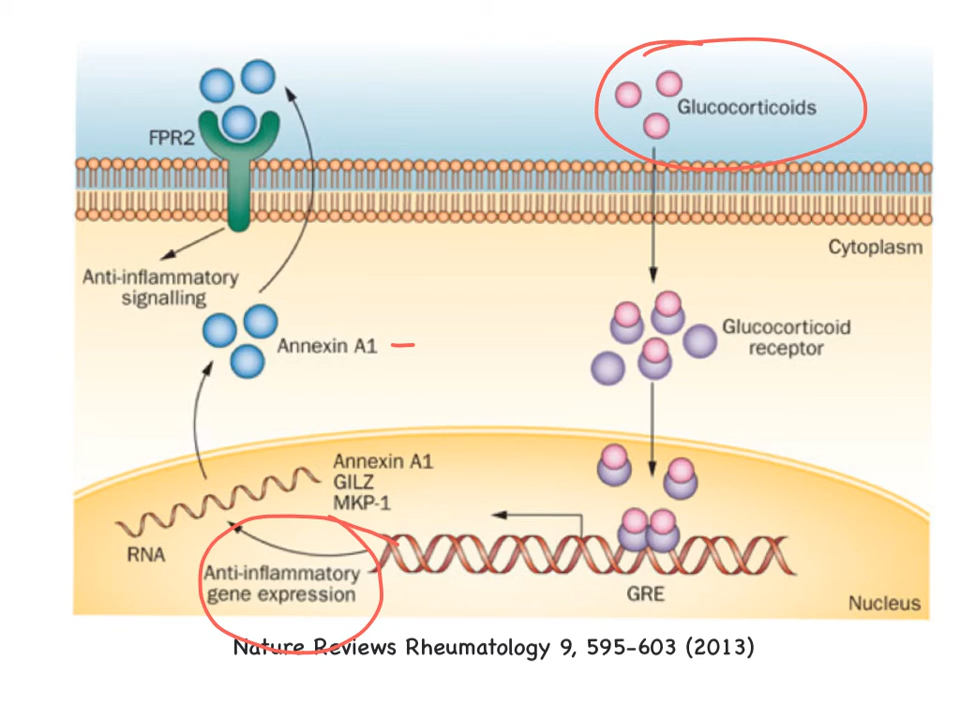 Glucocorticoids
FPR2
Cytoplasm
Anti-inflammatory
signalling
Annexin A1
Glucocorticoid
receptor
Annexin A1
GILZ
MKP-1
RNA
Anti-inflammatory
gene expression
GRE
Nucleus
Nature Reviews Rheumatology 9, 595-603 (2013)